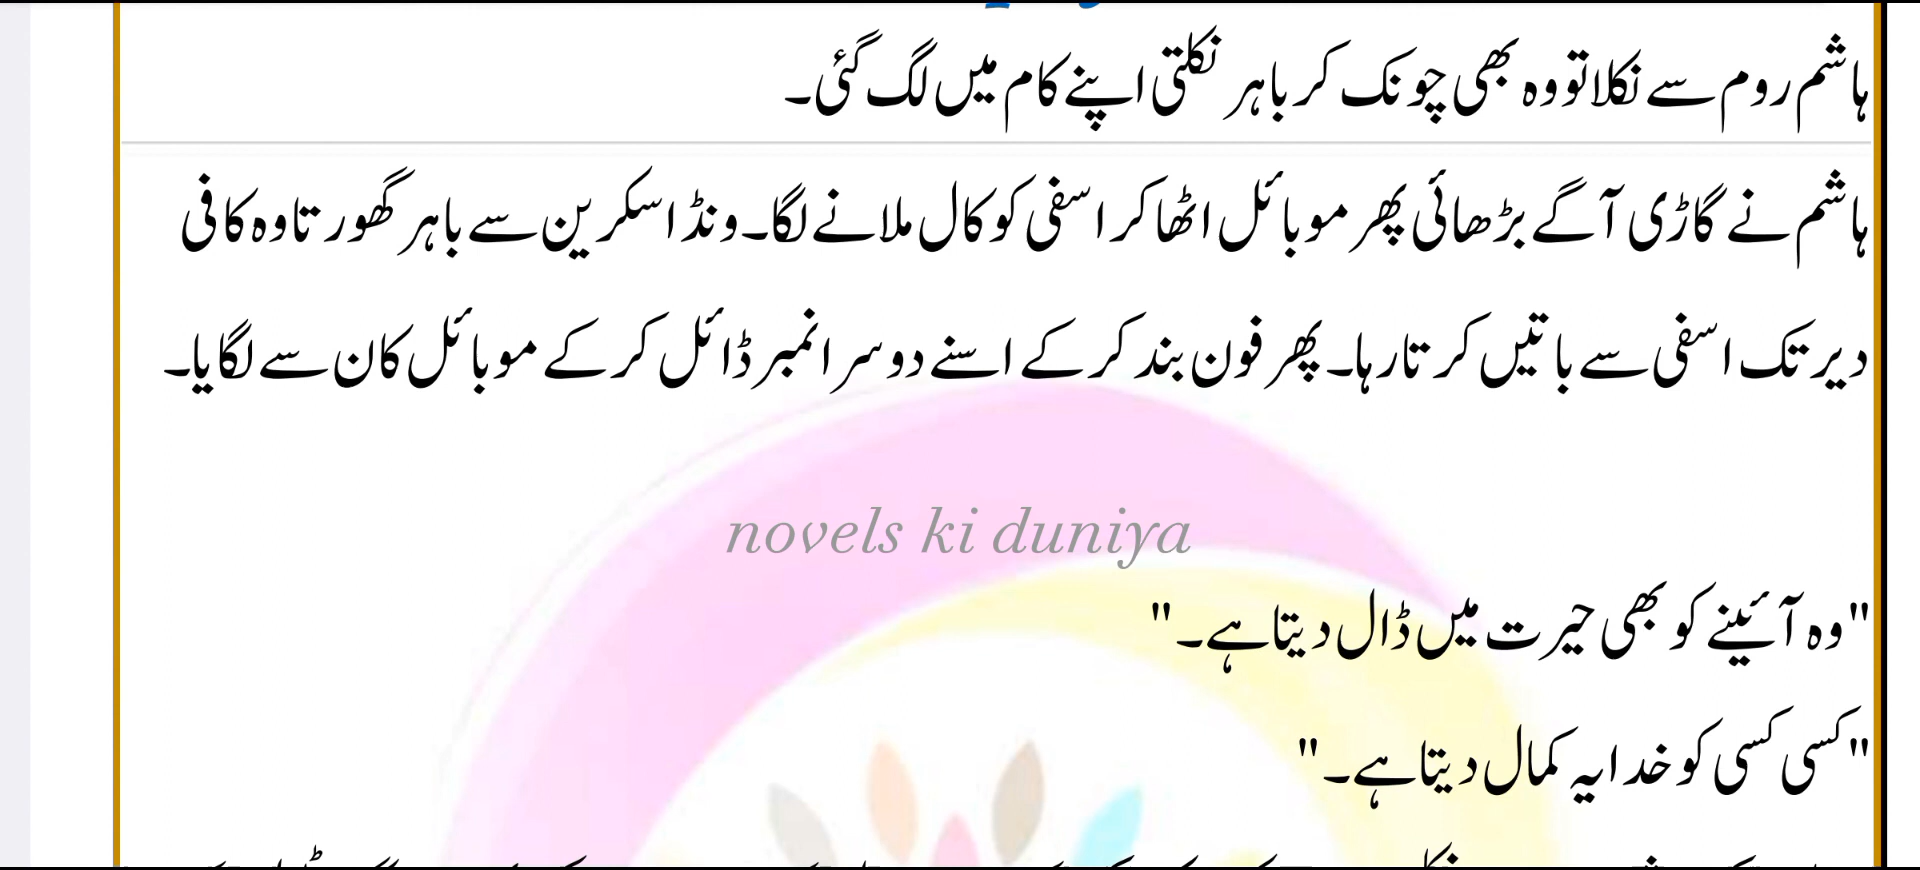 ہاشم روم سے نکلا تو وہ بھی چونک کر باہر نکلتی اپنے کام میں لگ گئی۔
ہاشم نے گاڑی آگے بڑھائی پھر موبائل اٹھا کر اسفی کو کال ملانے لگا۔ ونڈ اسکرین سے باہر گھورتا وہ کافی
دیر تک اسفی سے باتیں کرتا رہا۔ پھر فون بند کر کے اسنے دوسرا نمبر ڈائل کر کے موبائل کان سے لگایا۔
novels ki duniya
"وہ آئینے کو بھی حیرت میں ڈال دیتا ہے۔"
"کسی کسی کو خدا یہ کمال دیتا ہے۔"